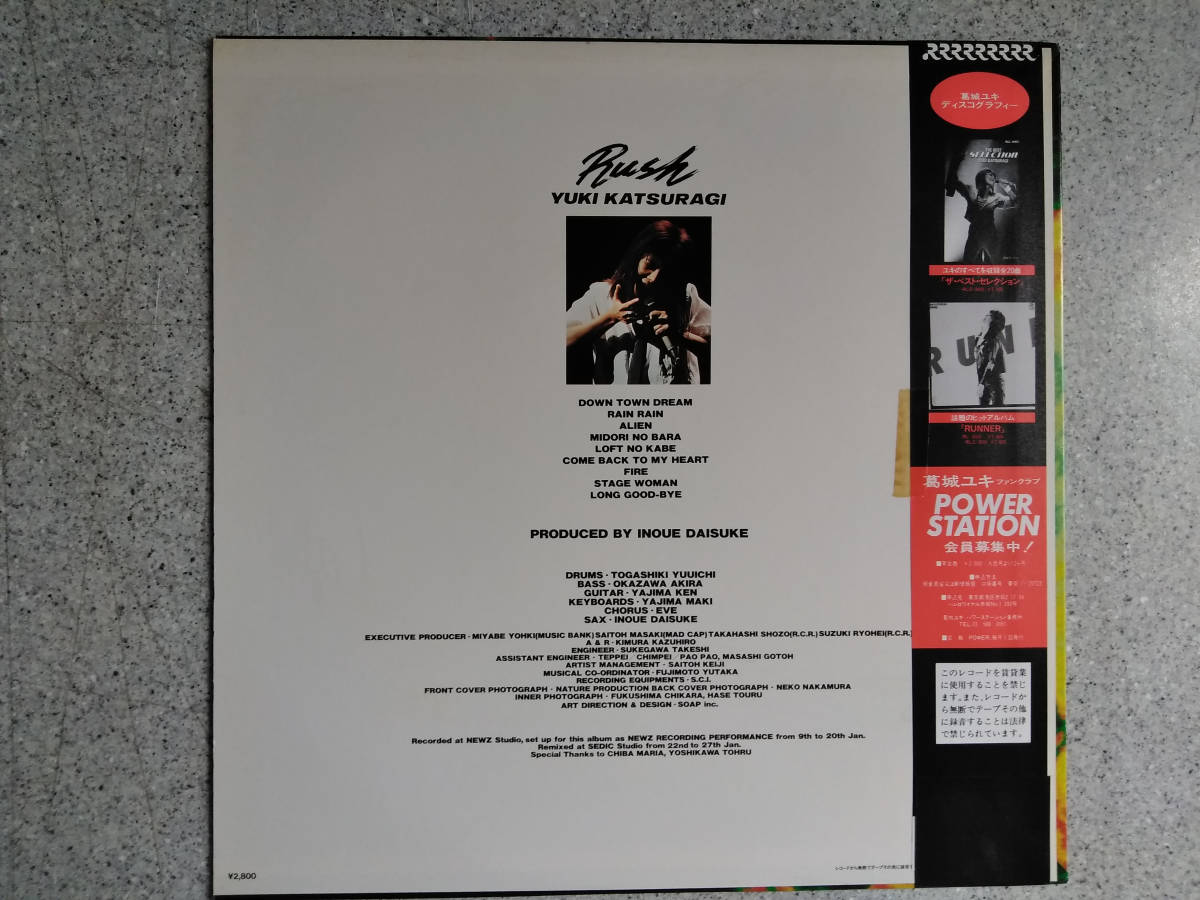 Rush
YUKI KATSURAGI
DOWN TOWN DREAM
RAIN RAIN
ALIEN
MIDORI NO BARA
LOFT NO KABE
COME BACK TO MY HEART
FIRE
STAGE WOMAN
LONG GOOD-BYE
PRODUCED BY INOUE DAISUKE
DRUMS・TOGASHIKI YUUICHI
BASS・OKAZAWA AKIRA
GUITAR・YAJIMA KEN
KEYBOARDS・YAJIMA MAKI
CHORUS・EVE
SAX・INOUE DAISUKE
EXECUTIVE PRODUCER・MIYABE YOHKI(MUSIC BANK)SAITOH MASAKI(MAD CAP)TAKAHASHI SHOZO(R.C.R.)SUZUKI RYOHEI(R.C.R.)
A & R・KIMURA KAZUHIRO
ENGINEER・SUKEGAWA TAKESHI
ASSISTANT ENGINEER・TEPPEI/CHIMPEI/PAO PAO, MASASHI GOTOH
ARTIST MANAGEMENT・SAITOH KEIJI
MUSICAL CO-ORDINATOR・FUJIMOTO YUTAKA
RECORDING EQUIPMENTS・S.C.I.
FRONT COVER PHOTOGRAPH・NATURE PRODUCTION BACK COVER PHOTOGRAPH・NEKO NAKAMURA
INNER PHOTOGRAPH・FUKUSHIMA CHIKARA, HASE TOURU
ART DIRECTION & DESIGN・SOAP inc.
Recorded at NEWZ Studio, set up for this album as NEWZ RECORDING PERFORMANCE from 9th to 20th Jan.
Remixed at SEDIC Studio from 22nd to 27th Jan.
Special Thanks to CHIBA MARIA, YOSHIKAWA TOHRU
¥2,800
RRRRRRRRR
葛城ユキ
ディスコグラフィー
THE BEST
SELECTION
YUKI KATSURAGI
ユキのすべてを収録全20曲
「ザ・ベスト・セレクション」
RUN
話題のヒットアルバム
「RUNNER」
葛城ユキ ファンクラブ
POWER
STATION
会員募集中!
このレコードを賃貸業
に使用することを禁じ
ます。また、レコードか
ら無断でテープその他
に録音することは法律
で禁じられています。